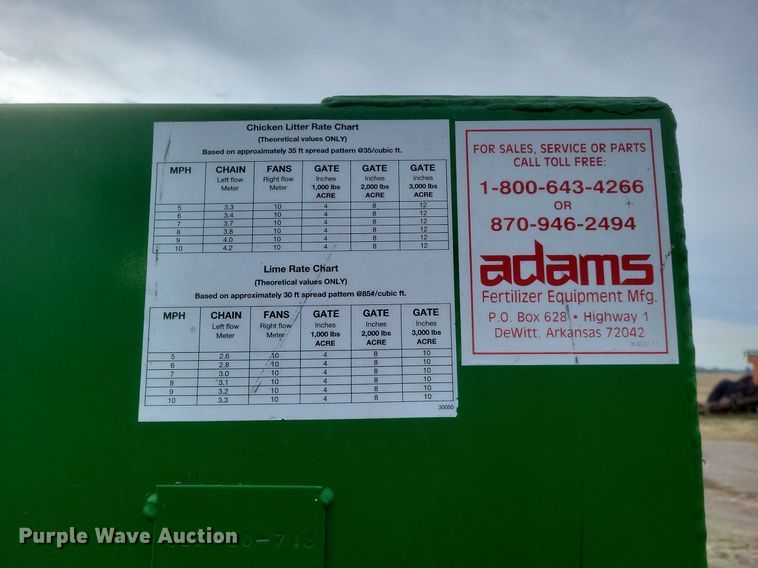 Chicken Litter Rate Chart
(Theoretical values ONLY)
Based on approximately 35 ft spread pattern @35/cubic ft.
MPH CHAIN FANS GATE GATE GATE
Left flow Right flow Inches Inches Inches
Meter Meter 1,000 lbs 2,000 lbs 3,000 lbs
ACRE ACRE ACRE
5 3.3 10 4 8 12
6 3.4 10 4 8 12
7 3.7 10 4 8 12
8 3.8 10 4 8 12
9 4.0 10 4 8 12
10 4.2 10 4 8 12
Lime Rate Chart
(Theoretical values ONLY)
Based on approximately 30 ft spread pattern @85#/cubic ft.
MPH CHAIN FANS GATE GATE GATE
Left flow Right flow Inches Inches Inches
Meter Meter 1,000 lbs 2,000 lbs 3,000 lbs
ACRE ACRE ACRE
5 2.6 10 4 8 10
6 2.8 10 4 8 10
7 3.0 10 4 8 10
8 3.1 10 4 8 10
9 3.2 10 4 8 10
10 3.3 10 4 8 10
30050
FOR SALES, SERVICE OR PARTS
CALL TOLL FREE:
1-800-643-4266
OR
870-946-2494
adams
Fertilizer Equipment Mfg.
P.O. Box 628 • Highway 1
DeWitt, Arkansas 72042
Purple Wave Auction